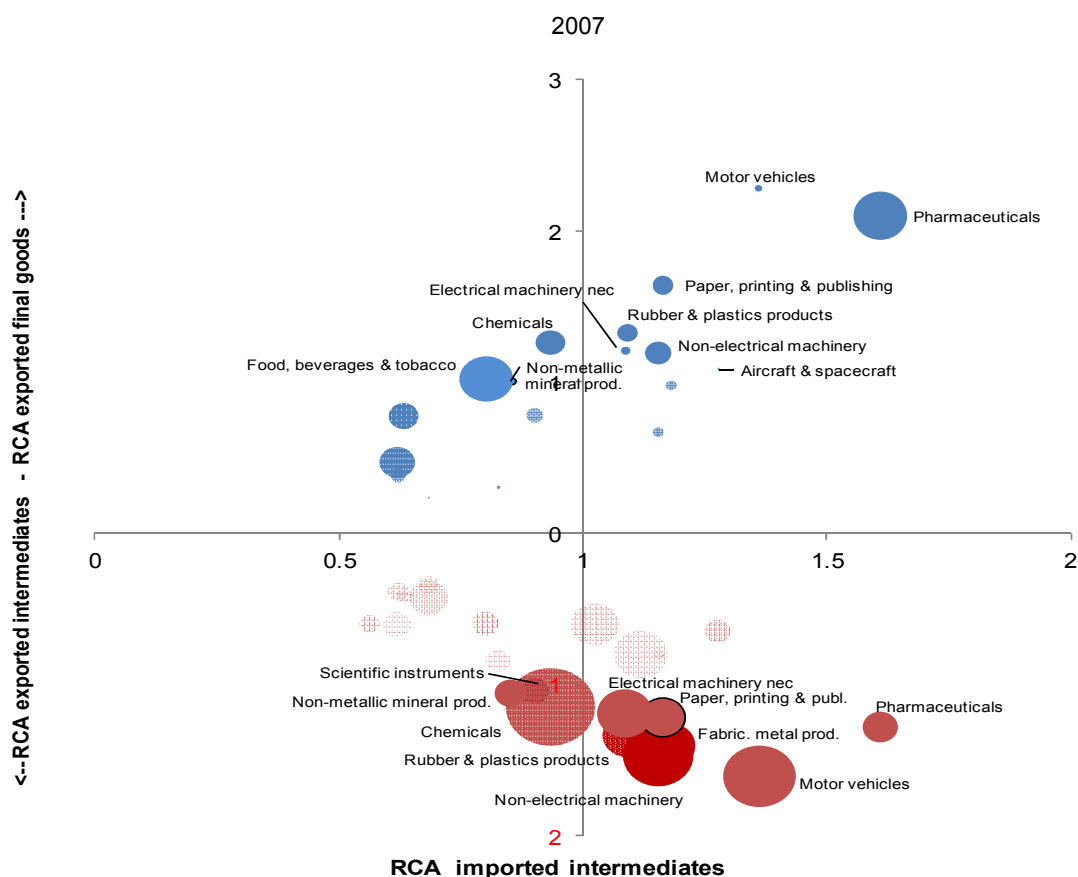 2007
3
Motor vehicles
Pharmaceuticals
2
Paper, printing & publishing
Electrical machinery nec
Rubber & plastics products
Chemicals
Non-electrical machinery
Food, beverages & tobacco
Non-metallic
mineral prod.
Aircraft & spacecraft
1
<--RCA exported intermediates - RCA exported final goods --->
0
0
0.5
1
1.5
2
Scientific instruments
1
Electrical machinery nec
Non-metallic mineral prod.
Paper, printing & publ.
Pharmaceuticals
Chemicals
Fabric. metal prod.
Rubber & plastics products
Motor vehicles
Non-electrical machinery
2
RCA imported intermediates